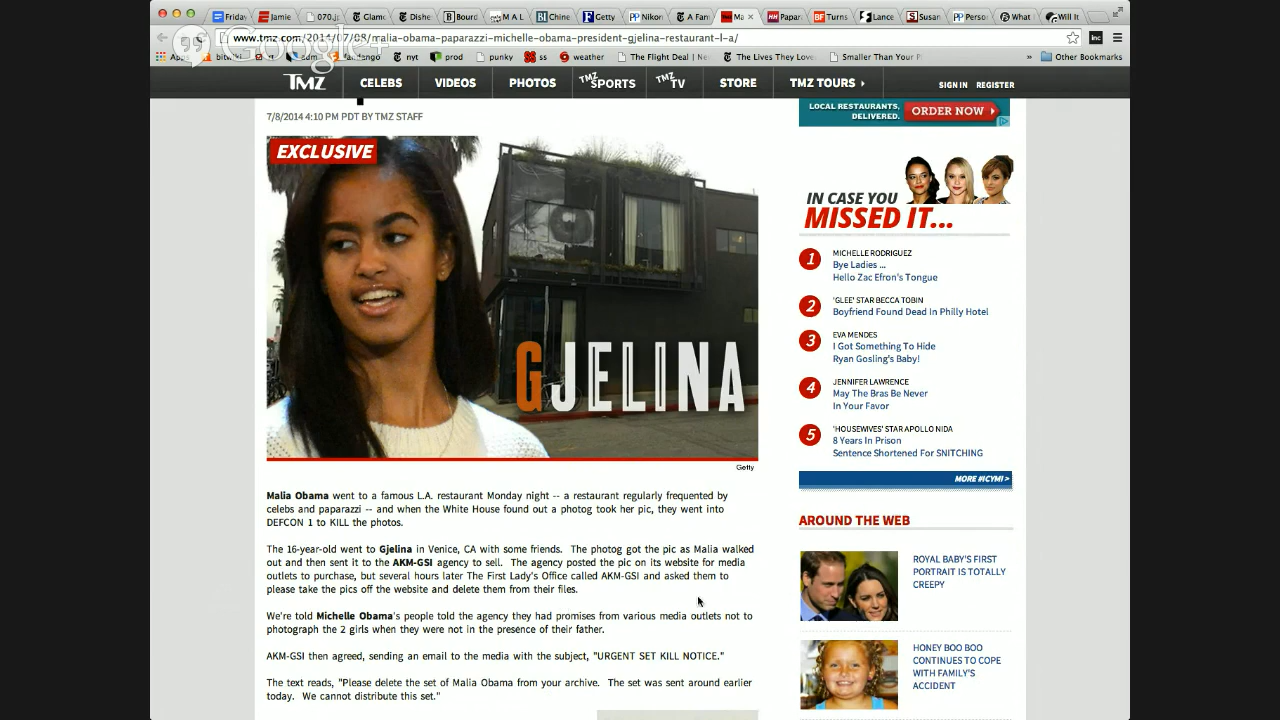 Friday
Jamie
070.j
Glamo
Dishe
Bour
M A L
Chine
Getty
Nikon
A Fam
Ma
Papar
Turns
Lance
Susar
Perso
What
Will It
www.tmz.com/2014/07/08/malia-obama-paparazzi-michelle-obama-president-gjelina-restaurant-l-a/
Google+
nyt
prod
punky
ss
weather
The Flight Deal | Ne
The Lives They Love
Smaller Than Your P
» Other Bookmarks
TMZ
CELEBS
VIDEOS
PHOTOS
TMZ SPORTS
TMZ TV
STORE
TMZ TOURS
SIGN IN
REGISTER
7/8/2014 4:10 PM PDT BY TMZ STAFF
EXCLUSIVE
GJELINA
Getty
Malia Obama went to a famous L.A. restaurant Monday night -- a restaurant regularly frequented by
celebs and paparazzi -- and when the White House found out a photog took her pic, they went into
DEFCON 1 to KILL the photos.
The 16-year-old went to Gjelina in Venice, CA with some friends. The photog got the pic as Malia walked
out and then sent it to the AKM-GSI agency to sell. The agency posted the pic on its website for media
outlets to purchase, but several hours later The First Lady's Office called AKM-GSI and asked them to
please take the pics off the website and delete them from their files.
We're told Michelle Obama's people told the agency they had promises from various media outlets not to
photograph the 2 girls when they were not in the presence of their father.
AKM-GSI then agreed, sending an email to the media with the subject, "URGENT SET KILL NOTICE."
The text reads, "Please delete the set of Malia Obama from your archive. The set was sent around earlier
today. We cannot distribute this set."
LOCAL RESTAURANTS,
DELIVERED.
ORDER NOW
IN CASE YOU
MISSED IT...
1
MICHELLE RODRIGUEZ
Bye Ladies ...
Hello Zac Efron's Tongue
2
'GLEE' STAR BECCA TOBIN
Boyfriend Found Dead In Philly Hotel
3
EVA MENDES
I Got Something To Hide
Ryan Gosling's Baby!
4
JENNIFER LAWRENCE
May The Bras Be Never
In Your Favor
5
'HOUSEWIVES' STAR APOLLO NIDA
8 Years In Prison
Sentence Shortened For SNITCHING
MORE #ICYMI >
AROUND THE WEB
ROYAL BABY'S FIRST
PORTRAIT IS TOTALLY
CREEPY
HONEY BOO BOO
CONTINUES TO COPE
WITH FAMILY'S
ACCIDENT